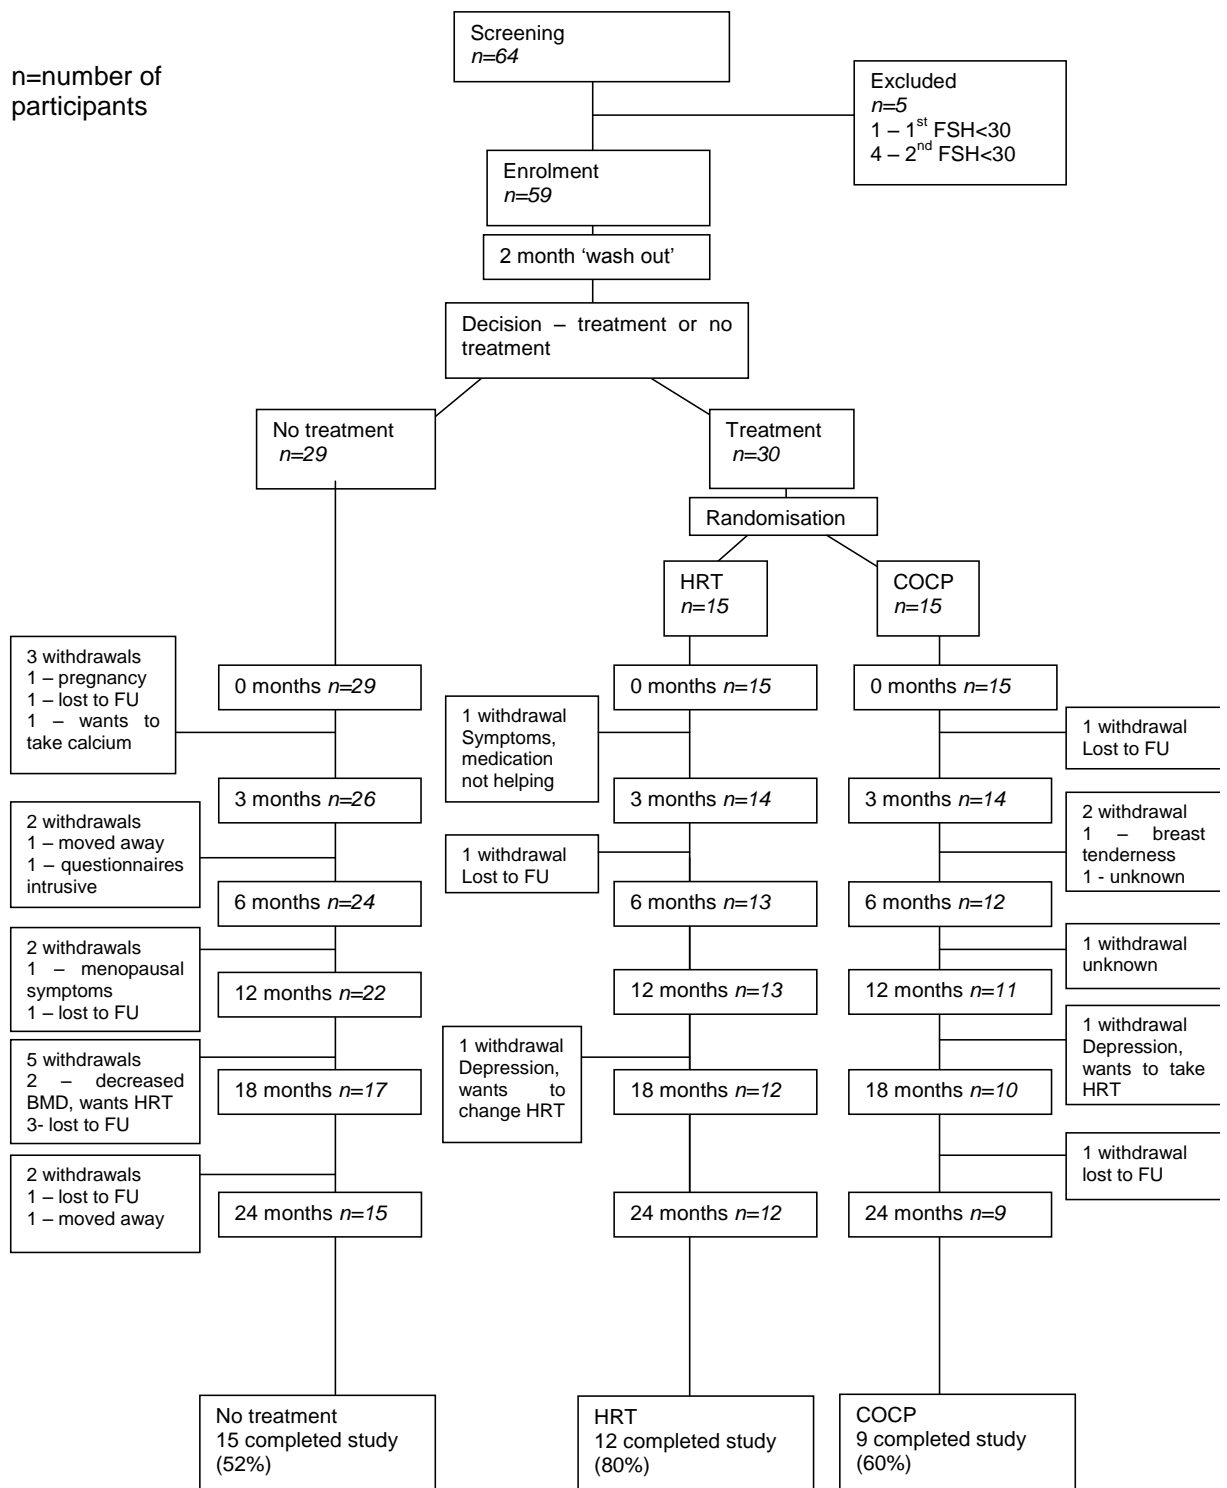 n=number of
participants
Screening
n=64
Excluded
n=5
1 – 1st FSH<30
4 – 2nd FSH<30
Enrolment
n=59
2 month ‘wash out’
Decision – treatment or no
treatment
No treatment
n=29
Treatment
n=30
Randomisation
HRT
n=15
COCP
n=15
3 withdrawals
1 – pregnancy
1 – lost to FU
1 – wants to
take calcium
0 months n=29
0 months n=15
0 months n=15
1 withdrawal
Symptoms,
medication
not helping
1 withdrawal
Lost to FU
3 months n=26
3 months n=14
3 months n=14
2 withdrawals
1 – moved away
1 – questionnaires
intrusive
1 withdrawal
Lost to FU
2 withdrawal
1 – breast
tenderness
1 - unknown
6 months n=24
6 months n=13
6 months n=12
2 withdrawals
1 – menopausal
symptoms
1 – lost to FU
1 withdrawal
unknown
12 months n=22
12 months n=13
12 months n=11
5 withdrawals
2 – decreased
BMD, wants HRT
3- lost to FU
1 withdrawal
Depression,
wants to
change HRT
1 withdrawal
Depression,
wants to take
HRT
18 months n=17
18 months n=12
18 months n=10
2 withdrawals
1 – lost to FU
1 – moved away
1 withdrawal
lost to FU
24 months n=15
24 months n=12
24 months n=9
No treatment
15 completed study
(52%)
HRT
12 completed study
(80%)
COCP
9 completed study
(60%)